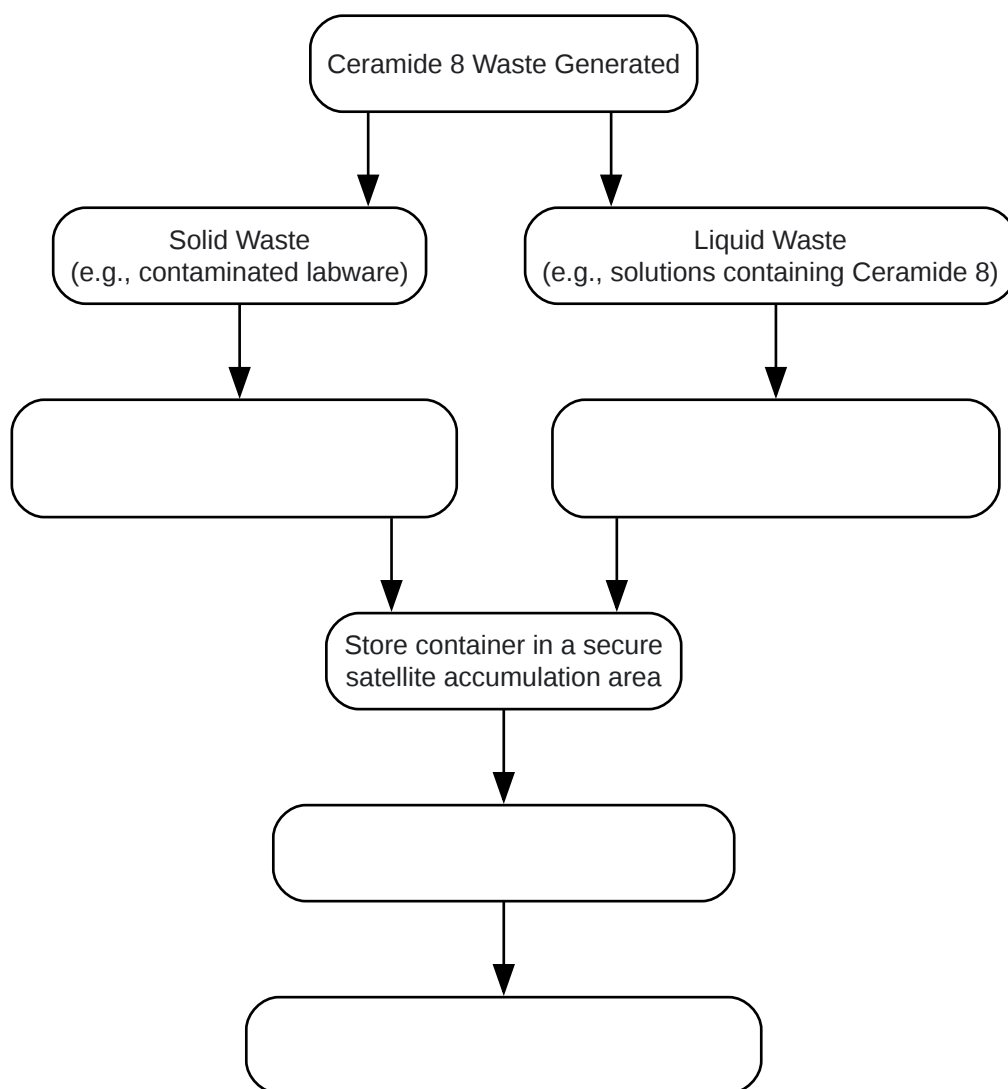 Ceramide 8 Waste Generated
Solid Waste
(e.g., contaminated labware)
Liquid Waste
(e.g., solutions containing Ceramide 8)
Store container in a secure
satellite accumulation area